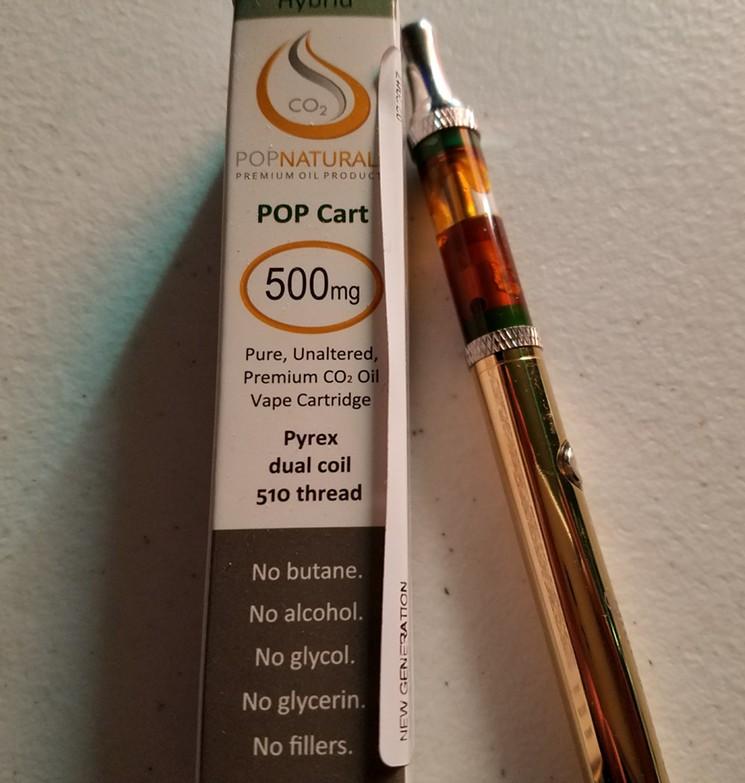 Hybrid
CO₂
POPNATURAL
PREMIUM OIL PRODUCT
POP Cart
500mg
Pure, Unaltered,
Premium CO₂ Oil
Vape Cartridge
Pyrex
dual coil
510 thread
No butane.
No alcohol.
No glycol.
No glycerin.
No fillers.
NEW GENERATION